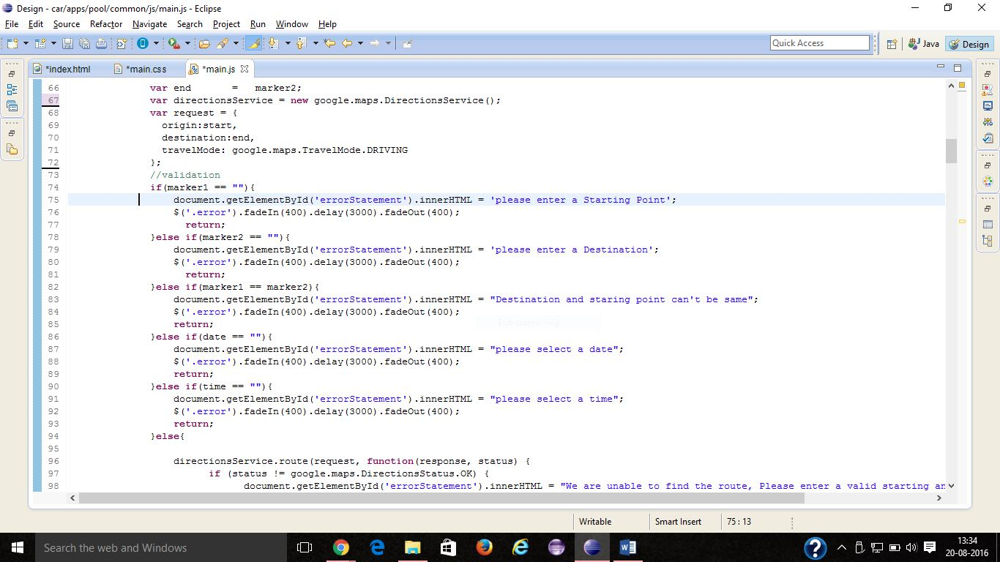 Design - car/apps/pool/common/js/main.js - Eclipse
File Edit Source Refactor Navigate Search Project Run Window Help
Quick Access
Java
Design
*index.html
*main.css
*main.js
66 var end = marker2;
67 var directionsService = new google.maps.DirectionsService();
68 var request = {
69 origin:start,
70 destination:end,
71 travelMode: google.maps.TravelMode.DRIVING
72 };
73 //validation
74 if(marker1 == ""){
75 document.getElementById('errorStatement').innerHTML = 'please enter a Starting Point';
76 $('.error').fadeIn(400).delay(3000).fadeOut(400);
77 return;
78 }else if(marker2 == ""){
79 document.getElementById('errorStatement').innerHTML = 'please enter a Destination';
80 $('.error').fadeIn(400).delay(3000).fadeOut(400);
81 return;
82 }else if(marker1 == marker2){
83 document.getElementById('errorStatement').innerHTML = "Destination and staring point can't be same";
84 $('.error').fadeIn(400).delay(3000).fadeOut(400);
85 return;
Full-screen Snip
86 }else if(date == ""){
87 document.getElementById('errorStatement').innerHTML = "please select a date";
88 $('.error').fadeIn(400).delay(3000).fadeOut(400);
89 return;
90 }else if(time == ""){
91 document.getElementById('errorStatement').innerHTML = "please select a time";
92 $('.error').fadeIn(400).delay(3000).fadeOut(400);
93 return;
94 }else{
95
96 directionsService.route(request, function(response, status) {
97 if (status != google.maps.DirectionsStatus.OK) {
98 document.getElementById('errorStatement').innerHTML = "We are unable to find the route, Please enter a valid starting an
Writable
Smart Insert
75 : 13
Search the web and Windows
13:34
20-08-2016